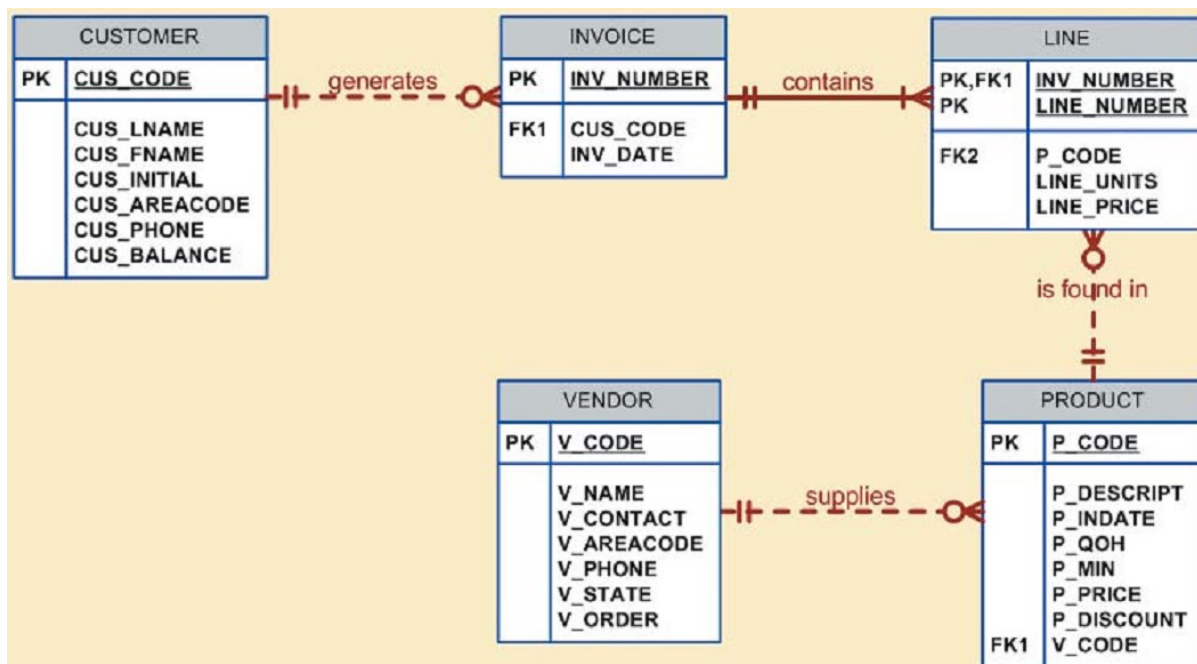 CUSTOMER
PK CUS_CODE
CUS_LNAME
CUS_FNAME
CUS_INITIAL
CUS_AREACODE
CUS_PHONE
CUS_BALANCE
generates
INVOICE
PK INV_NUMBER
FK1 CUS_CODE
INV_DATE
contains
LINE
PK,FK1 INV_NUMBER
PK LINE_NUMBER
FK2 P_CODE
LINE_UNITS
LINE_PRICE
is found in
VENDOR
PK V_CODE
V_NAME
V_CONTACT
V_AREACODE
V_PHONE
V_STATE
V_ORDER
supplies
PRODUCT
PK P_CODE
P_DESCRIPT
P_INDATE
P_QOH
P_MIN
P_PRICE
P_DISCOUNT
FK1 V_CODE